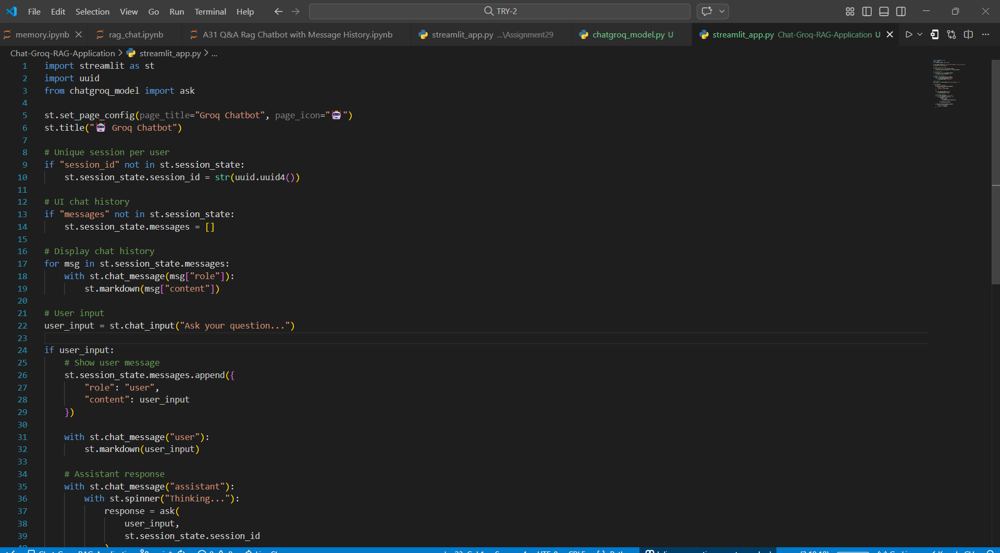 File Edit Selection View Go Run Terminal Help TRY-2
memory.ipynb rag_chat.ipynb A31 Q&A Rag Chatbot with Message History.ipynb streamlit_app.py ...\Assignment29 chatgroq_model.py U streamlit_app.py Chat-Groq-RAG-Application U
Chat-Groq-RAG-Application > streamlit_app.py > ...
1 import streamlit as st
2 import uuid
3 from chatgroq_model import ask
4
5 st.set_page_config(page_title="Groq Chatbot", page_icon="🤖")
6 st.title("🤖 Groq Chatbot")
7
8 # Unique session per user
9 if "session_id" not in st.session_state:
10     st.session_state.session_id = str(uuid.uuid4())
11
12 # UI chat history
13 if "messages" not in st.session_state:
14     st.session_state.messages = []
15
16 # Display chat history
17 for msg in st.session_state.messages:
18     with st.chat_message(msg["role"]):
19         st.markdown(msg["content"])
20
21 # User input
22 user_input = st.chat_input("Ask your question...")
23
24 if user_input:
25     # Show user message
26     st.session_state.messages.append({
27         "role": "user",
28         "content": user_input
29     })
30
31     with st.chat_message("user"):
32         st.markdown(user_input)
33
34     # Assistant response
35     with st.chat_message("assistant"):
36         with st.spinner("Thinking..."):
37             response = ask(
38                 user_input,
39                 st.session_state.session_id